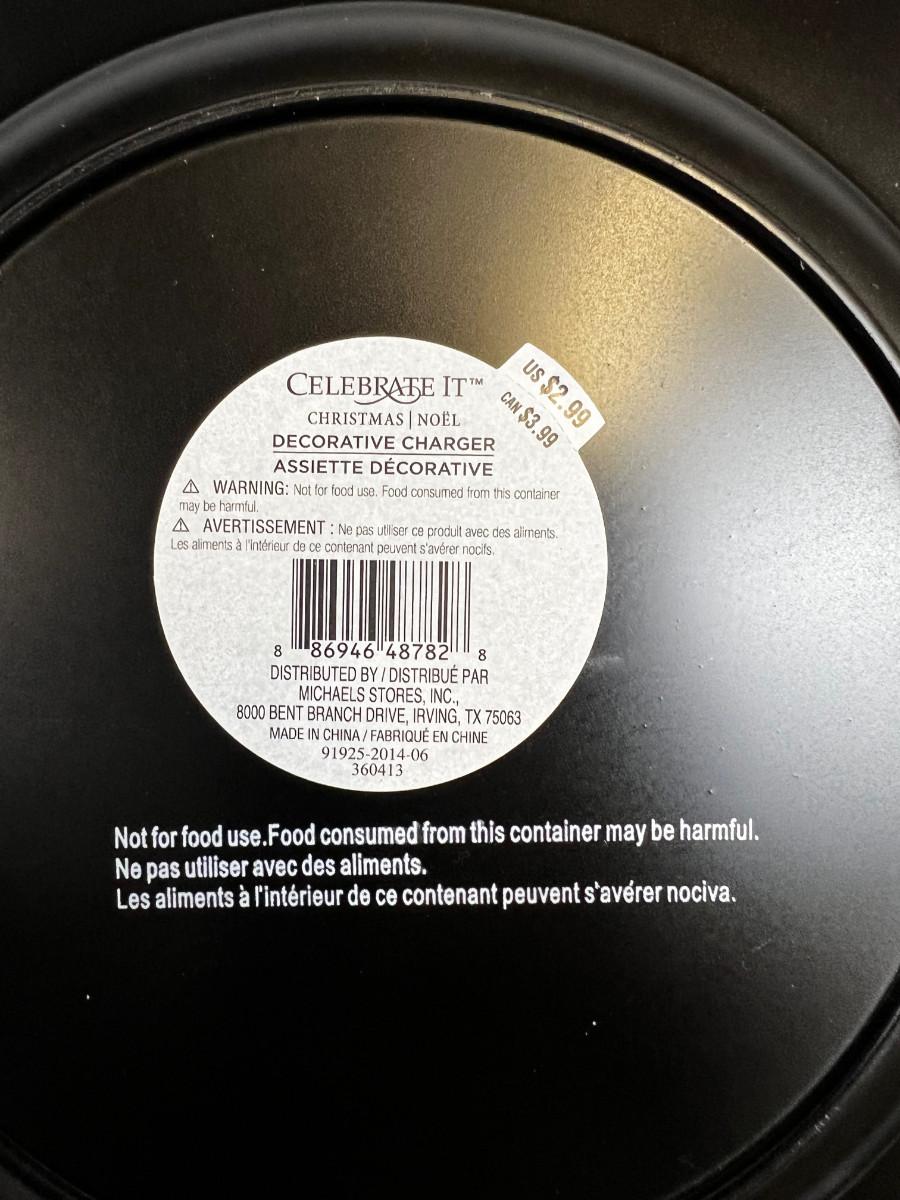 US $2.99
CAN $3.99
CELEBRATE IT™
CHRISTMAS | NOËL
DECORATIVE CHARGER
ASSIETTE DÉCORATIVE
⚠ WARNING: Not for food use. Food consumed from this container
may be harmful.
⚠ AVERTISSEMENT : Ne pas utiliser ce produit avec des aliments.
Les aliments à l'intérieur de ce contenant peuvent s'avérer nocifs.
8 86946 48782 8
DISTRIBUTED BY / DISTRIBUÉ PAR
MICHAELS STORES, INC.,
8000 BENT BRANCH DRIVE, IRVING, TX 75063
MADE IN CHINA / FABRIQUÉ EN CHINE
91925-2014-06
360413
Not for food use.Food consumed from this container may be harmful.
Ne pas utiliser avec des aliments.
Les aliments à l'intérieur de ce contenant peuvent s'avérer nociva.